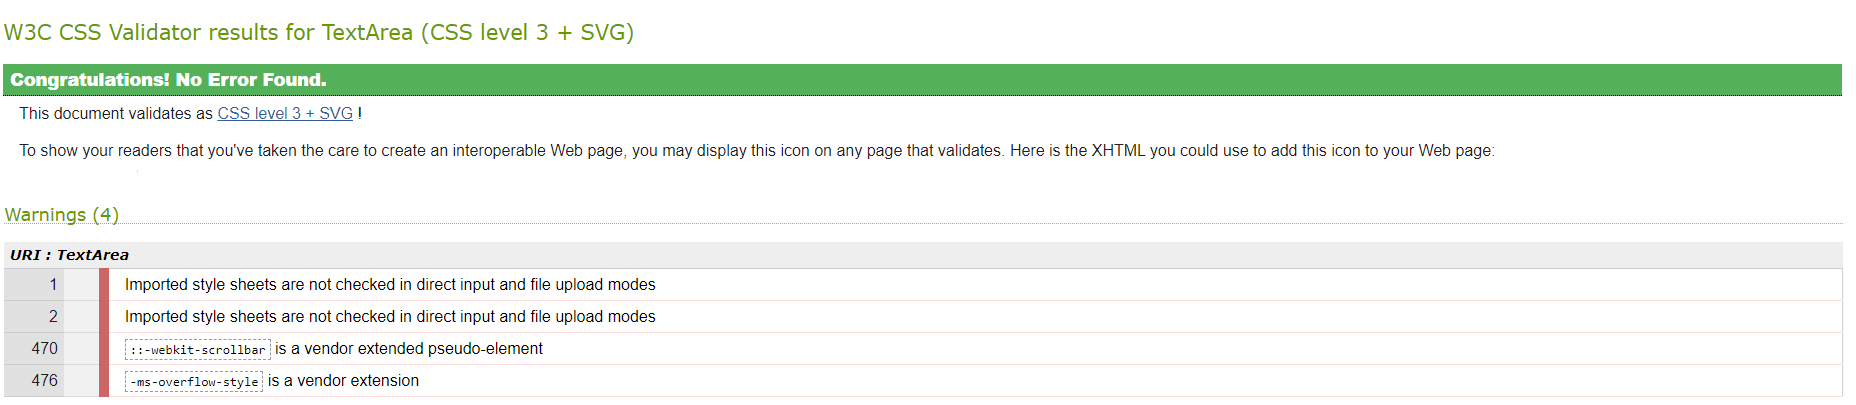 W3C CSS Validator results for TextArea (CSS level 3 + SVG)
Congratulations! No Error Found.
This document validates as CSS level 3 + SVG !
To show your readers that you've taken the care to create an interoperable Web page, you may display this icon on any page that validates. Here is the XHTML you could use to add this icon to your Web page:
Warnings (4)
URI : TextArea
1 Imported style sheets are not checked in direct input and file upload modes
2 Imported style sheets are not checked in direct input and file upload modes
470 ::-webkit-scrollbar is a vendor extended pseudo-element
476 -ms-overflow-style is a vendor extension